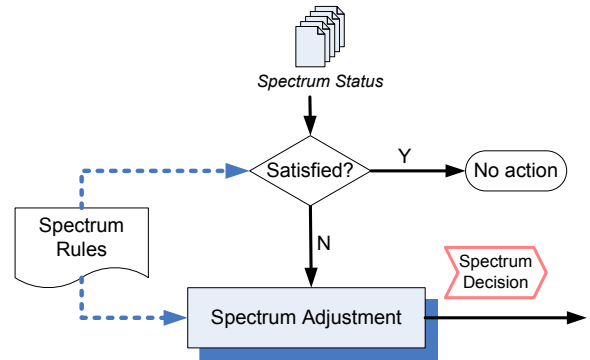 Spectrum Status
Satisfied?
Y
No action
N
Spectrum
Rules
Spectrum
Decision
Spectrum Adjustment